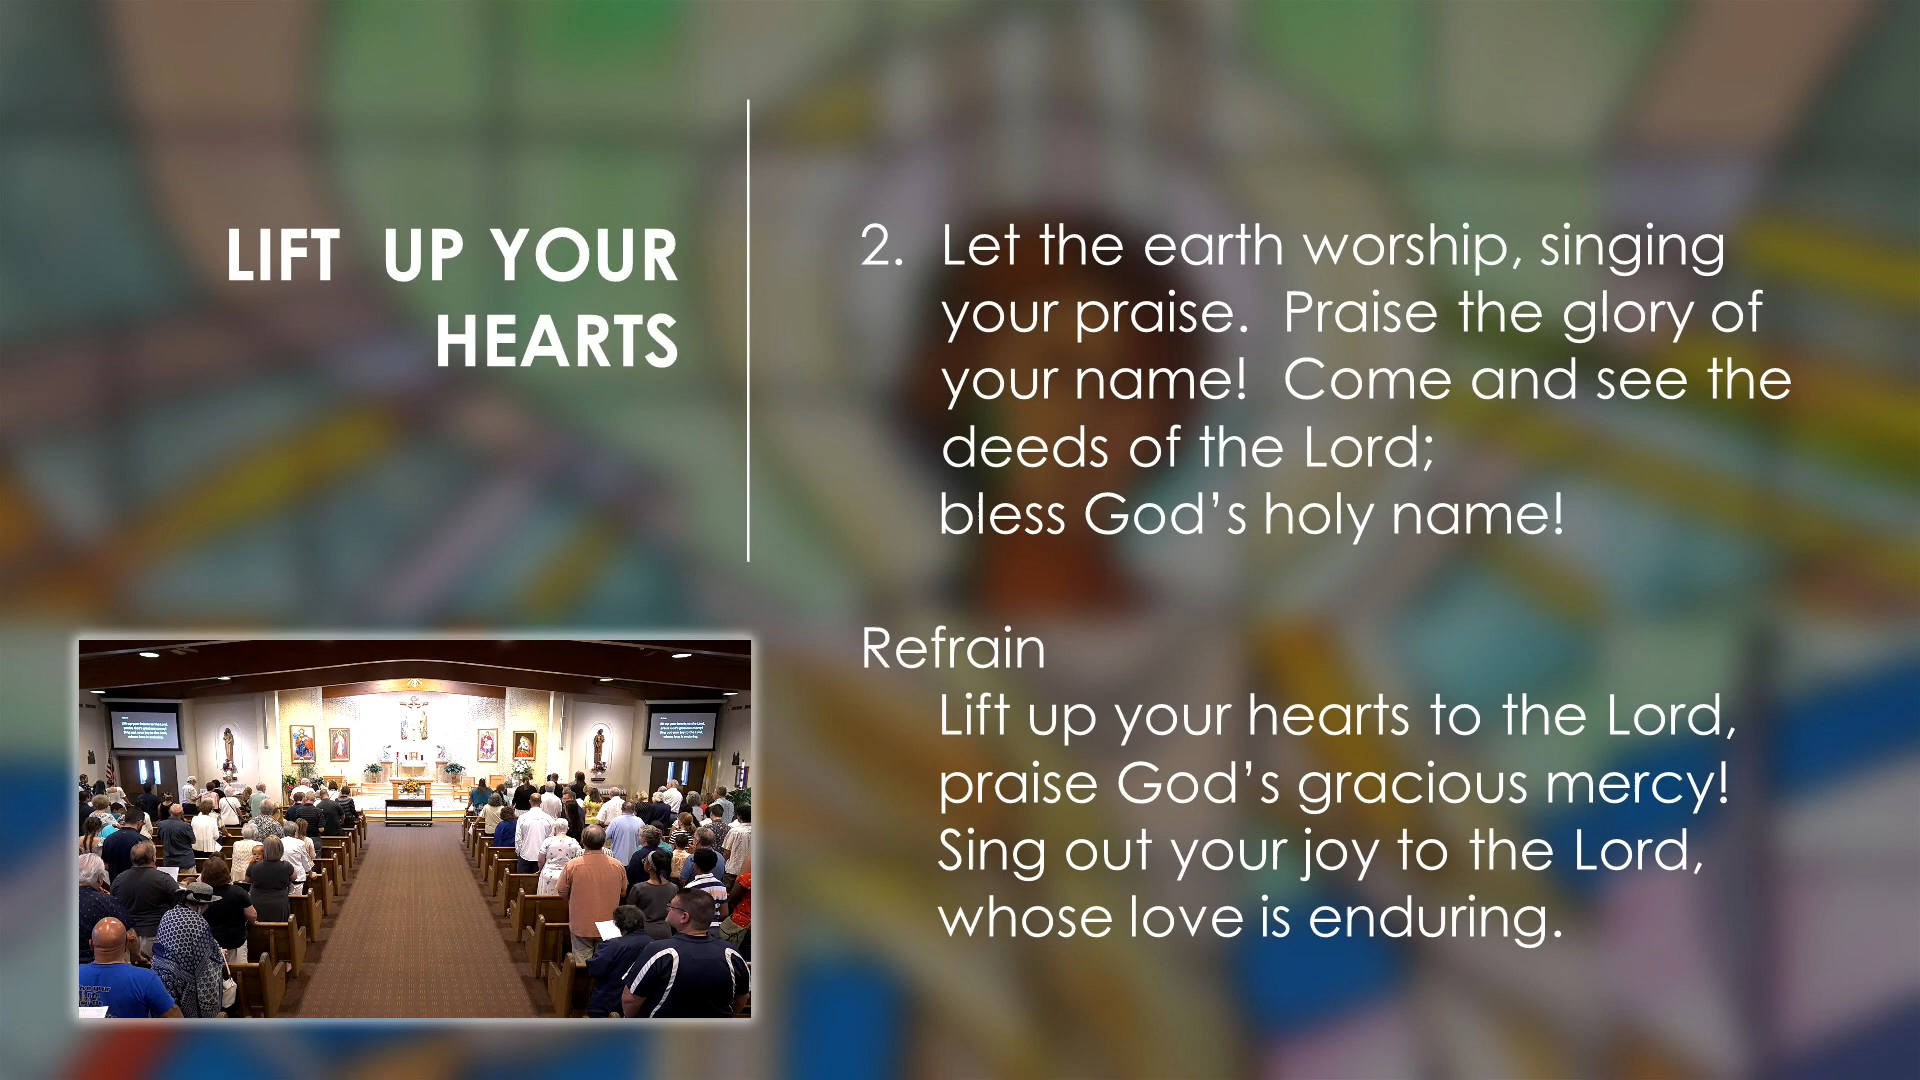 LIFT  UP YOUR
HEARTS
2. Let the earth worship, singing
your praise.  Praise the glory of
your name!  Come and see the
deeds of the Lord;
bless God’s holy name!
Refrain
Lift up your hearts to the Lord,
praise God’s gracious mercy!
Sing out your joy to the Lord,
whose love is enduring.